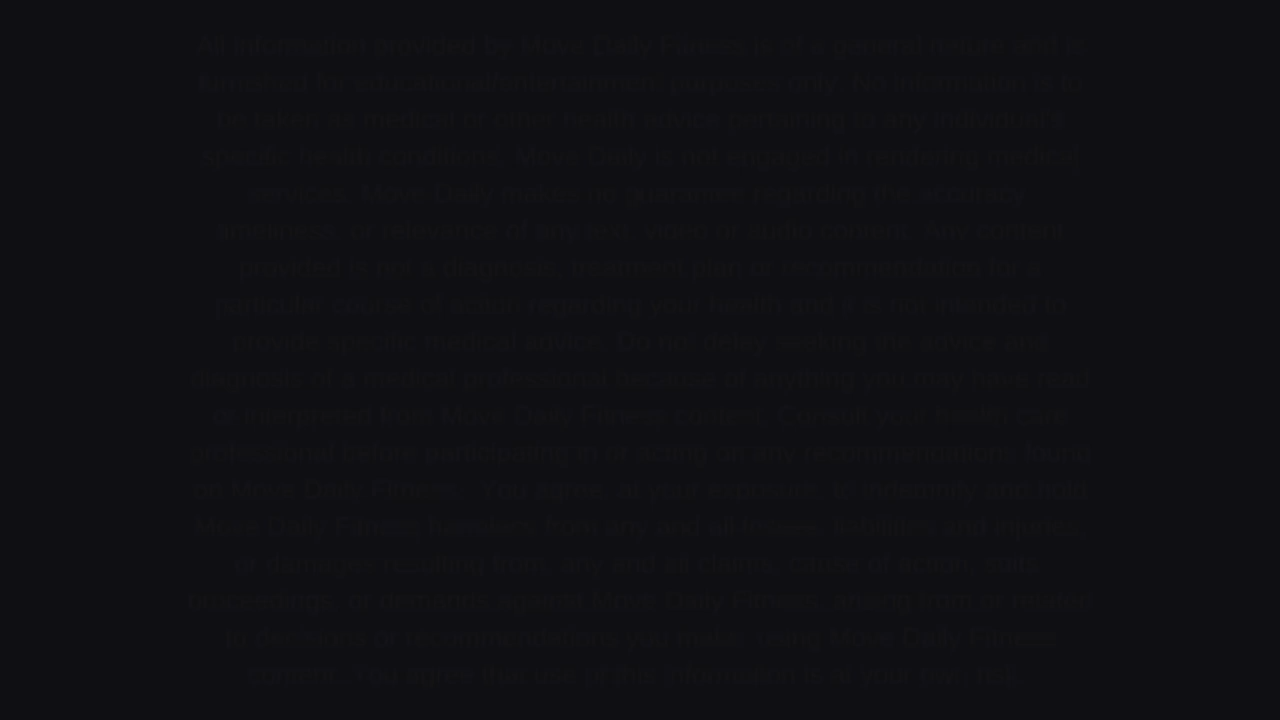 All information provided by Move Daily Fitness is of a general nature and is
furnished for educational/entertainment purposes only. No information is to
be taken as medical or other health advice pertaining to any individual's
specific health conditions. Move Daily is not engaged in rendering medical
services. Move Daily makes no guarantee regarding the accuracy
timeliness, or relevance of any text, video or audio content. Any content
provided is not a diagnosis, treatment plan or recommendation for a
particular course of action regarding your health and it is not intended to
provide specific medical advice. Do not delay seeking the advice and
diagnosis of a medical professional because of anything you may have read
or interpreted from Move Daily Fitness content. Consult your health care
professional before participating in or acting on any recommendations found
on Move Daily Fitness. You agree, at your expense, to indemnify and hold
Move Daily Fitness harmless from any and all losses, liabilities and injuries,
or damages resulting from, any and all claims, cause of action, suits,
proceedings, or demands against Move Daily Fitness, arising from or related
to decisions or recommendations you make, using Move Daily Fitness
content. You agree that use of this information is at your own risk.